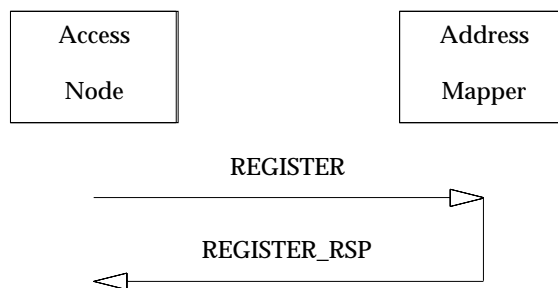 Access
Node
Address
Mapper
REGISTER
REGISTER_RSP